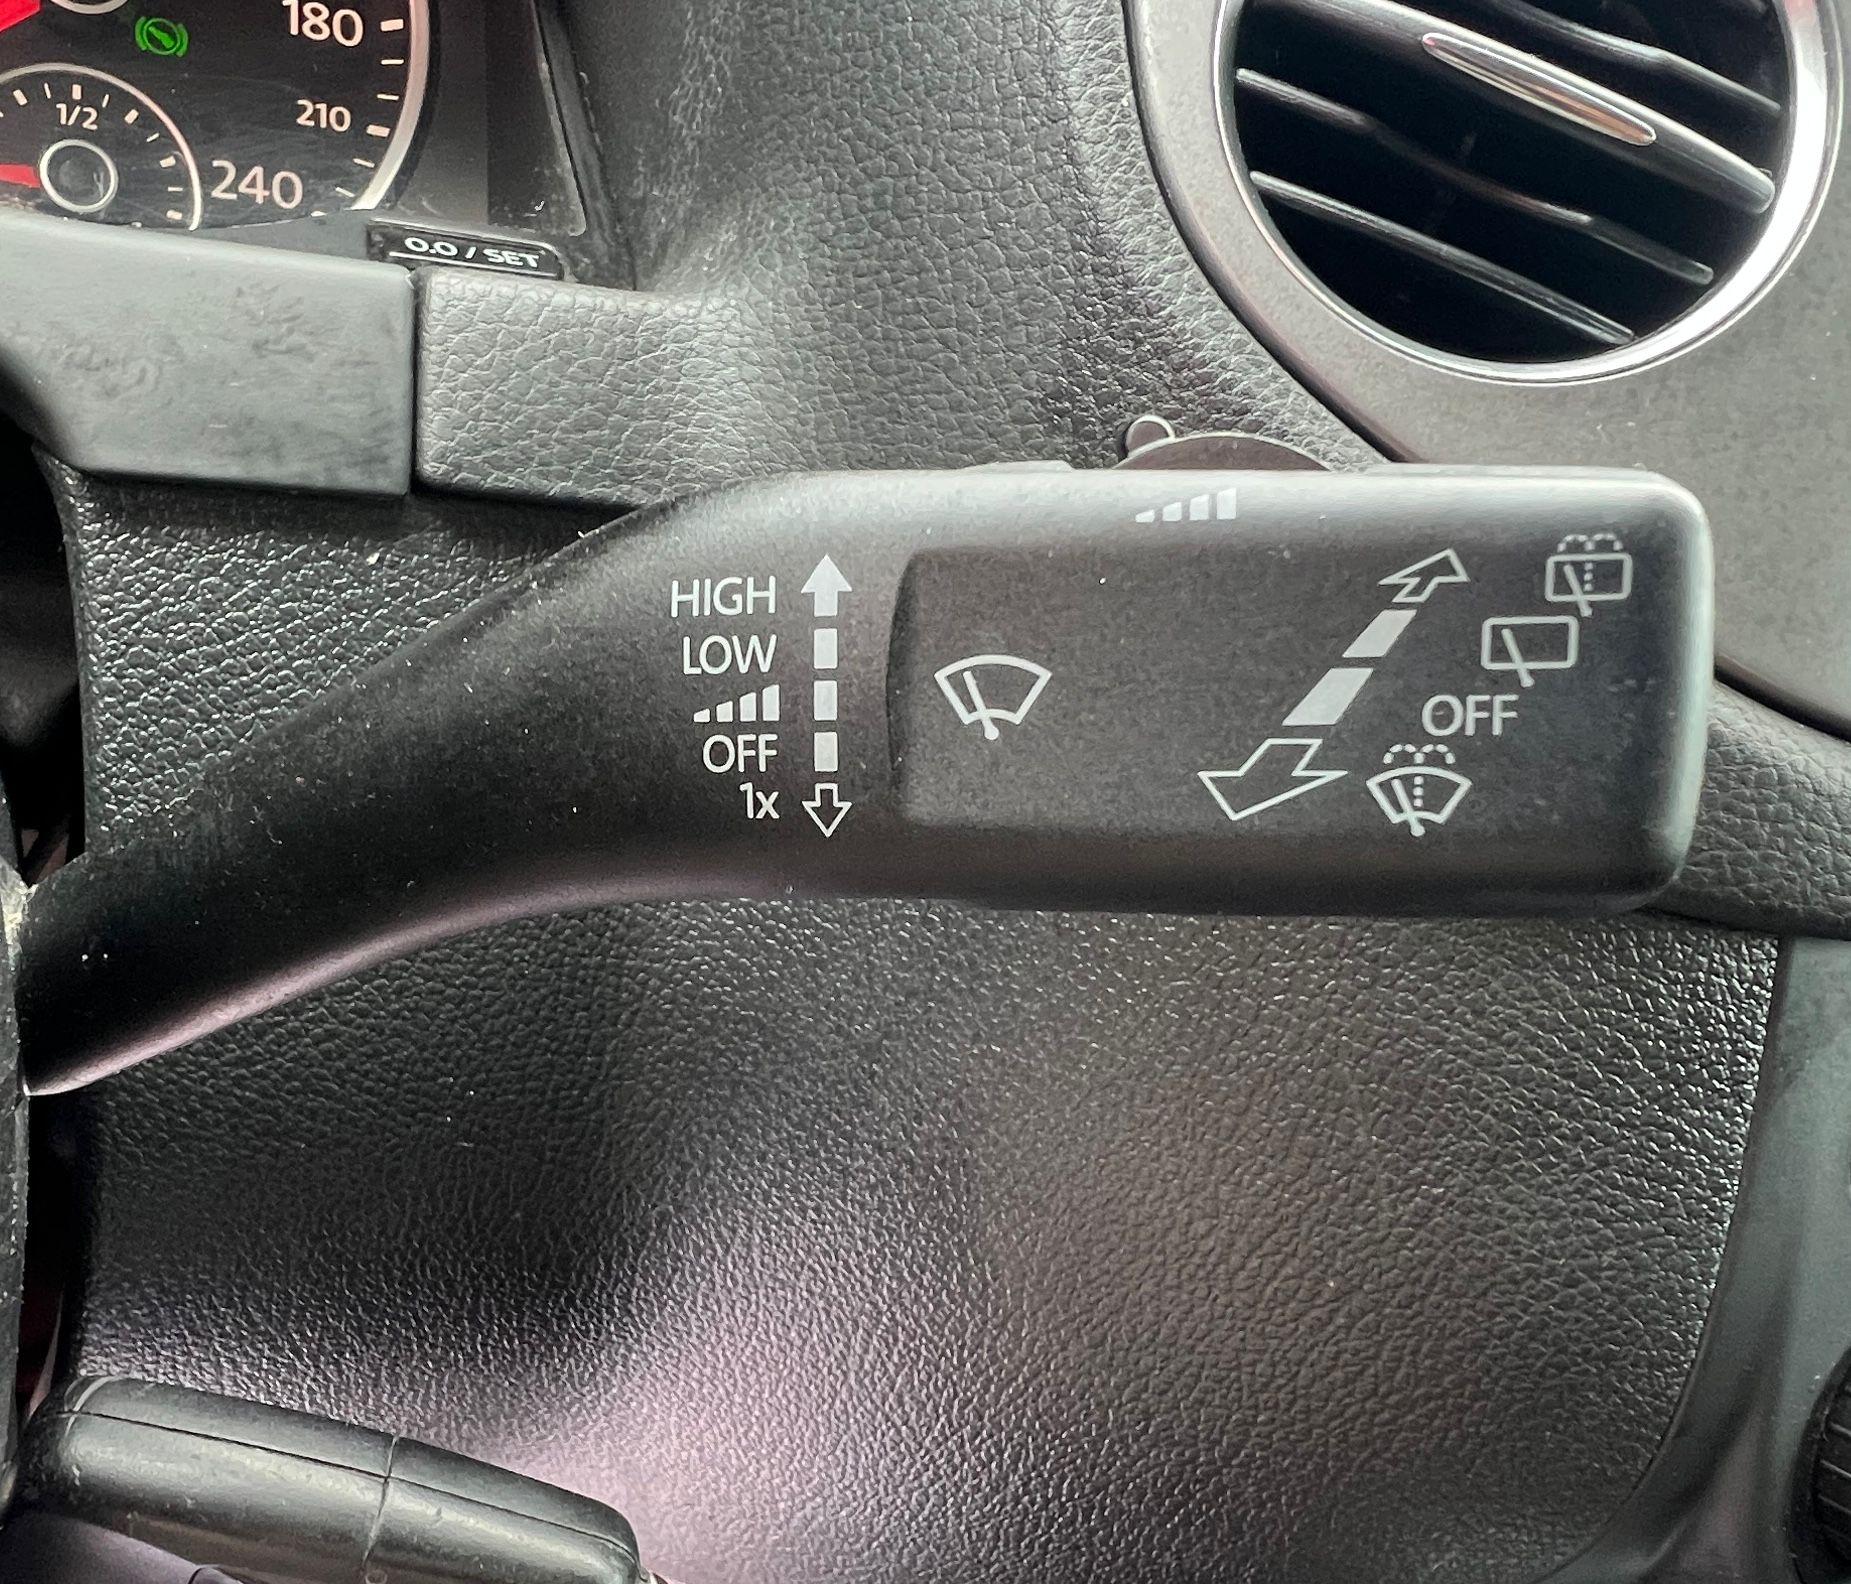 180
1/2
210
240
0.0 / SET
HIGH
LOW
OFF
1x
OFF